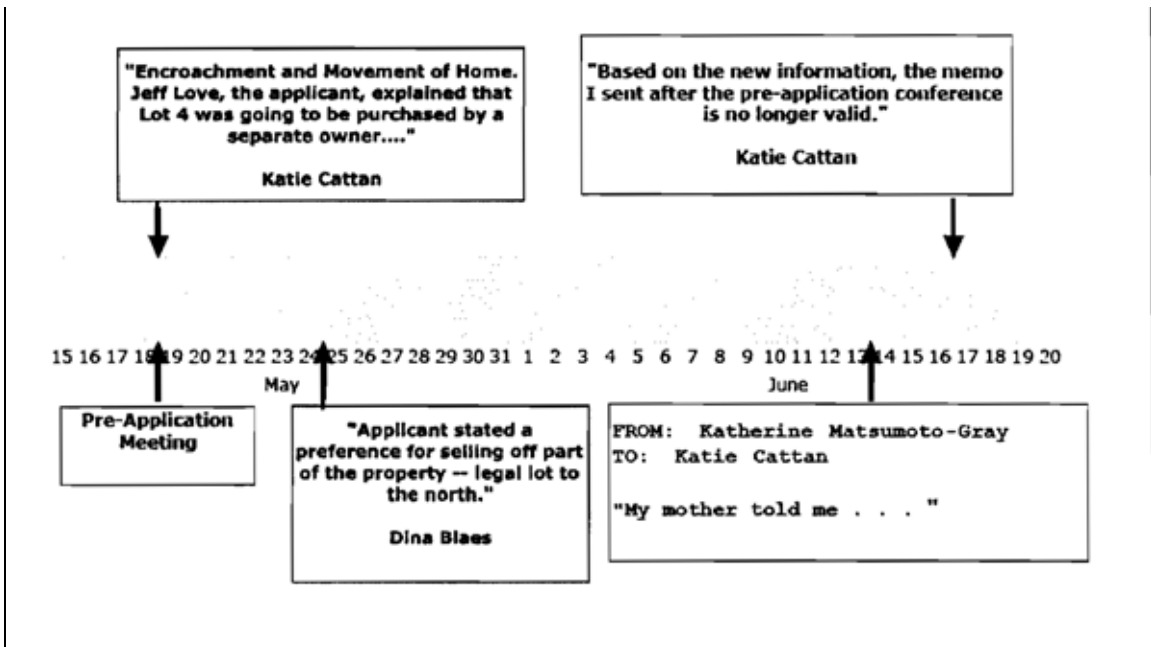 "Encroachment and Movement of Home.
Jeff Love, the applicant, explained that
Lot 4 was going to be purchased by a
separate owner...."
Katie Cattan
"Based on the new information, the memo
I sent after the pre-application conference
is no longer valid."
Katie Cattan
15 16 17 18 19 20 21 22 23 24 25 26 27 28 29 30 31 1 2 3 4 5 6 7 8 9 10 11 12 13 14 15 16 17 18 19 20
May June
Pre-Application
Meeting
"Applicant stated a
preference for selling off part
of the property -- legal lot to
the north."
Dina Blaes
FROM: Katherine Matsumoto-Gray
TO: Katie Cattan
"My mother told me . . . "